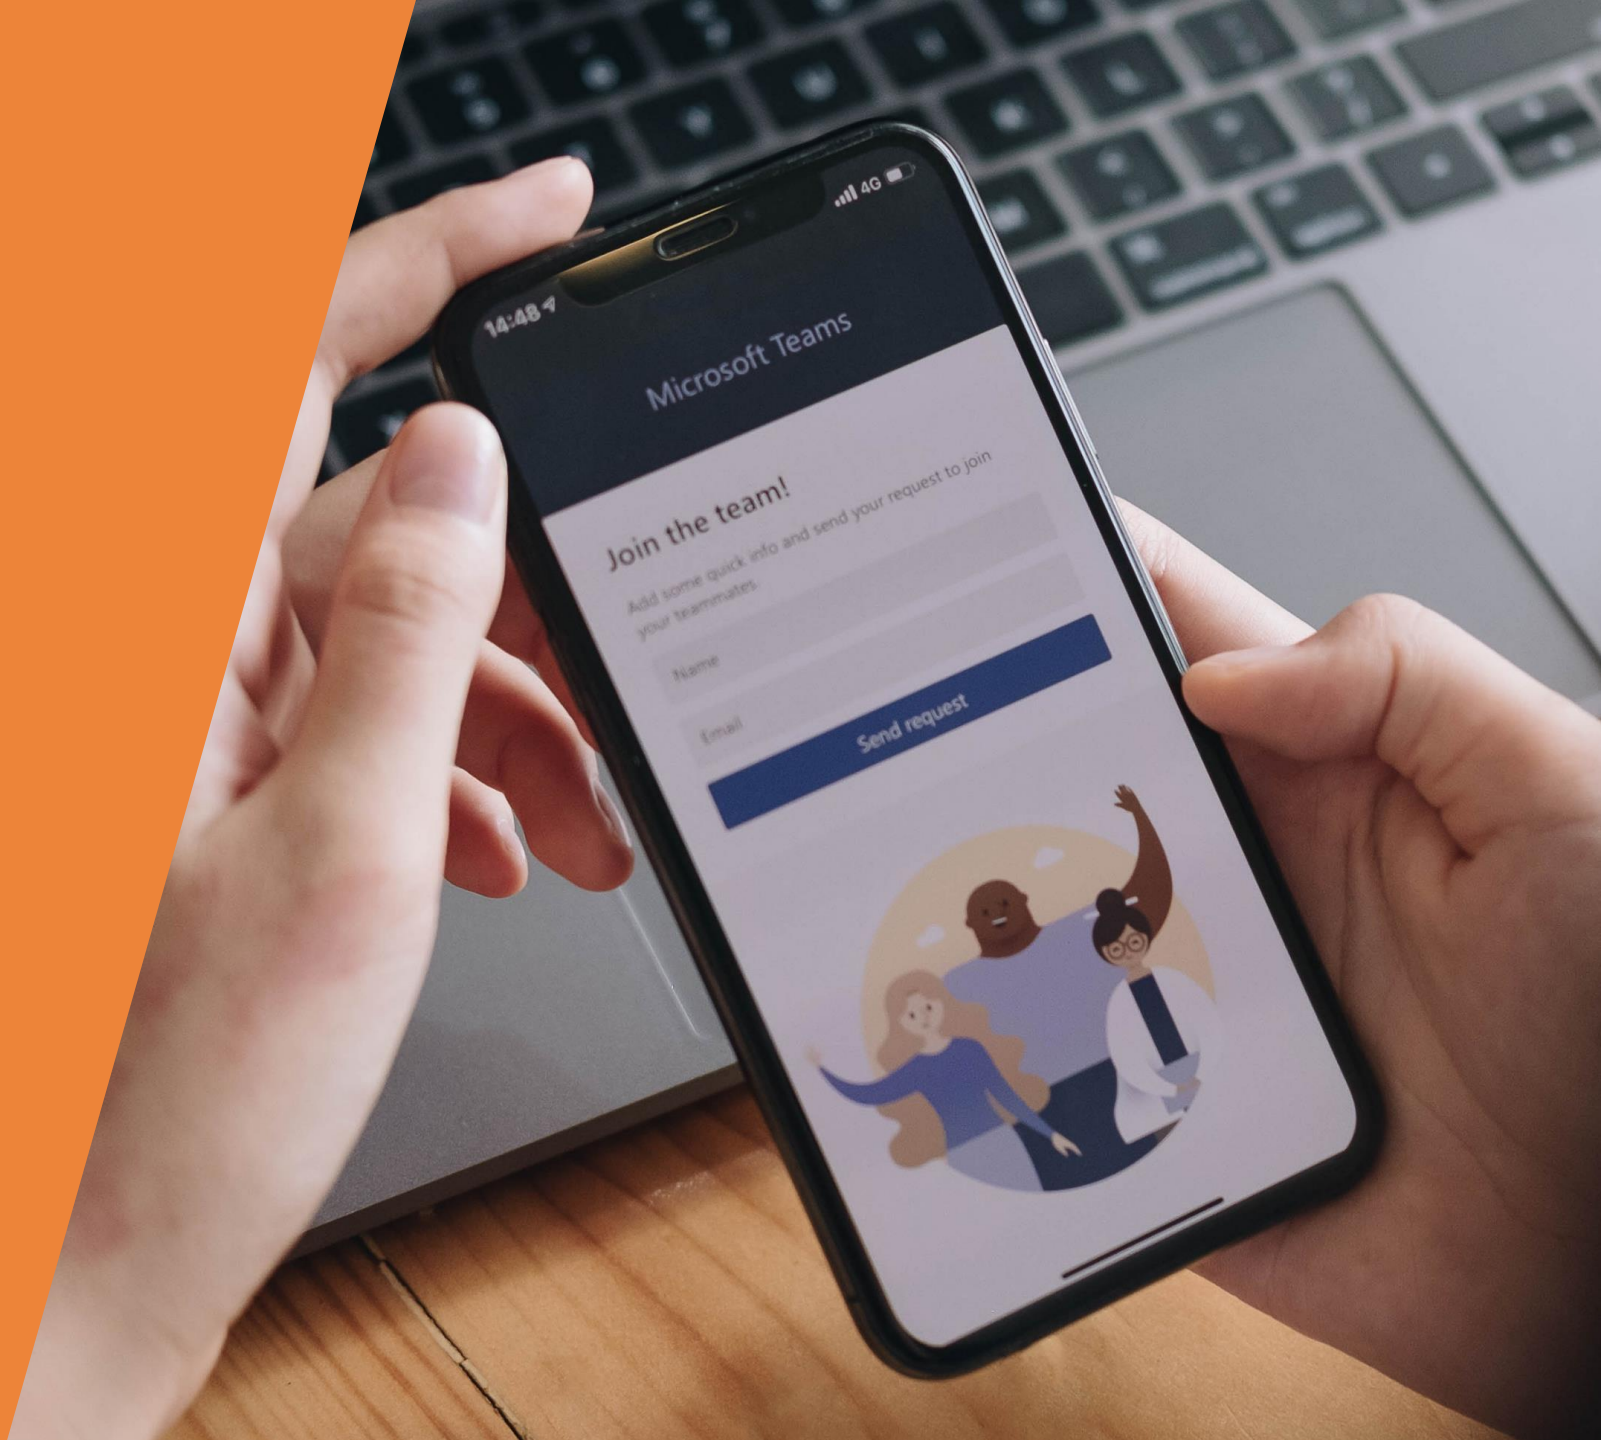 14:48
4G
Microsoft Teams
Join the team!
Add some quick info and send your request to join
your teammates.
Name
Email
Send request